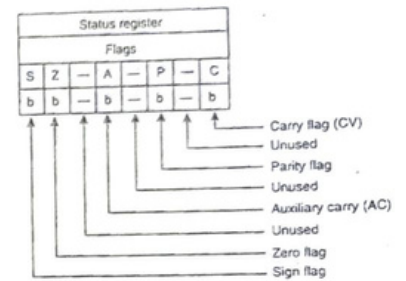 Status register
Flags
S Z — A — P — C
b b — b — b — b
Carry flag (CV)
Unused
Parity flag
Unused
Auxiliary carry (AC)
Unused
Zero flag
Sign flag